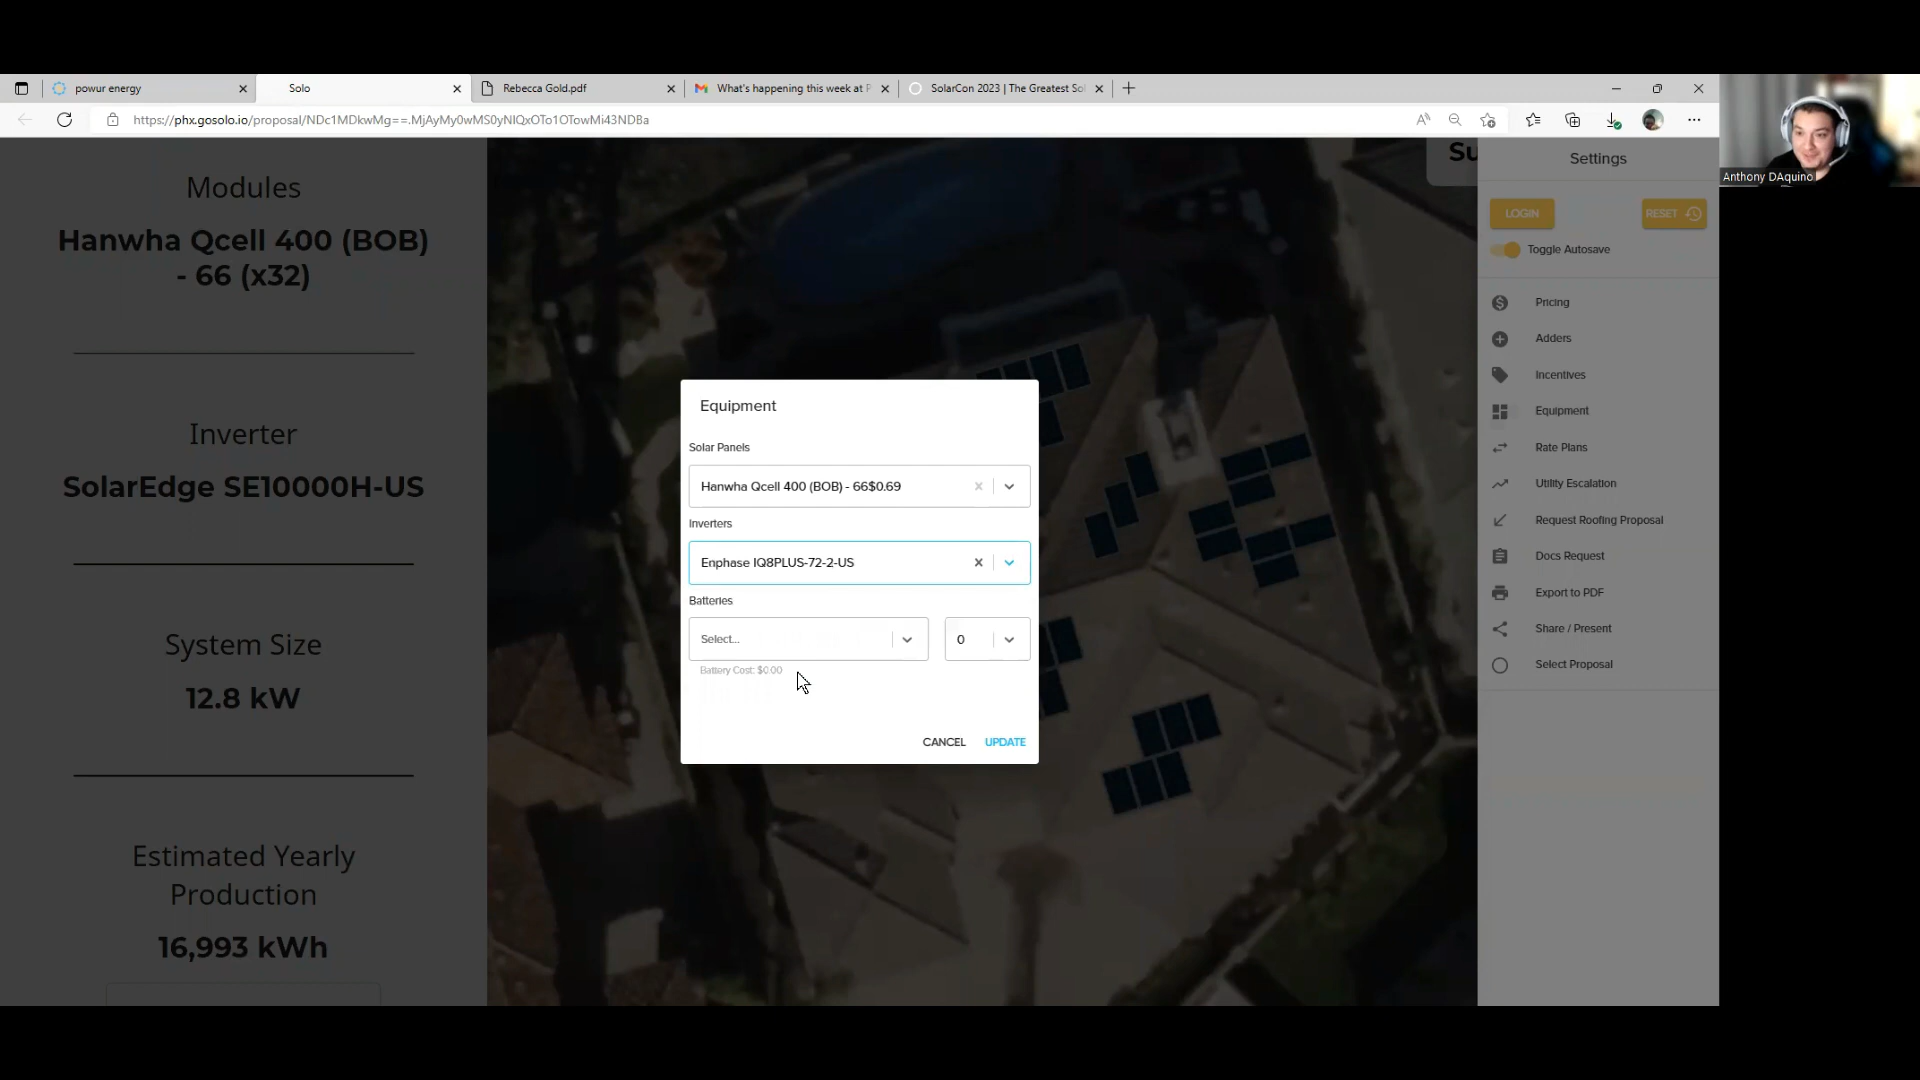 powur energy
Solo
Rebecca Gold.pdf
What's happening this week at P
SolarCon 2023 | The Greatest Sol
https://phx.gosolo.io/proposal/NDc1MDkwMg==.MjAyMy0wMS0yNlQxOTo1OTowMi43NDBa
Anthony DAquino
Modules
Hanwha Qcell 400 (BOB)
- 66 (x32)
Inverter
SolarEdge SE10000H-US
System Size
12.8 kW
Estimated Yearly
Production
16,993 kWh
Equipment
Solar Panels
Hanwha Qcell 400 (BOB) - 66$0.69
Inverters
Enphase IQ8PLUS-72-2-US
Batteries
Select...
0
Battery Cost: $0.00
CANCEL
UPDATE
Su
Settings
LOGIN
RESET
Toggle Autosave
Pricing
Adders
Incentives
Equipment
Rate Plans
Utility Escalation
Request Roofing Proposal
Docs Request
Export to PDF
Share / Present
Select Proposal